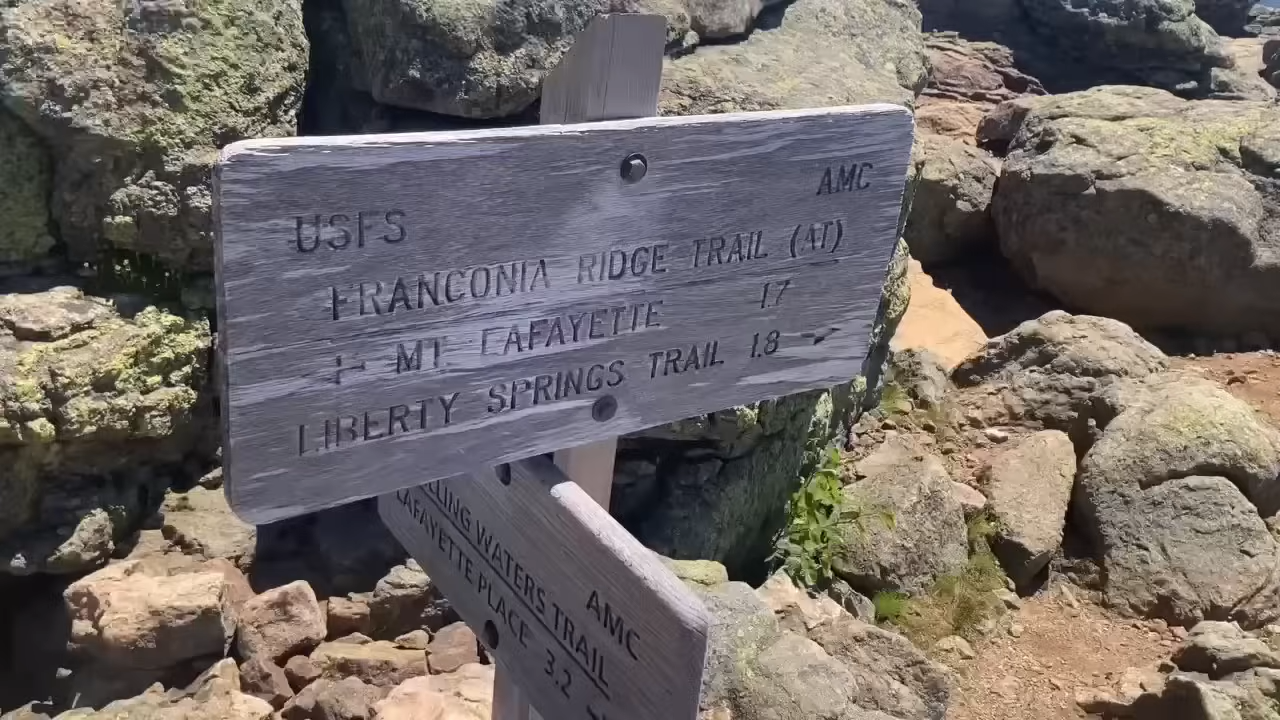 USFS AMC
FRANCONIA RIDGE TRAIL (AT)
← MT. LAFAYETTE 1.7
LIBERTY SPRINGS TRAIL 1.8 →
LING WATERS TRAIL
LAFAYETTE PLACE 3.2
AMC